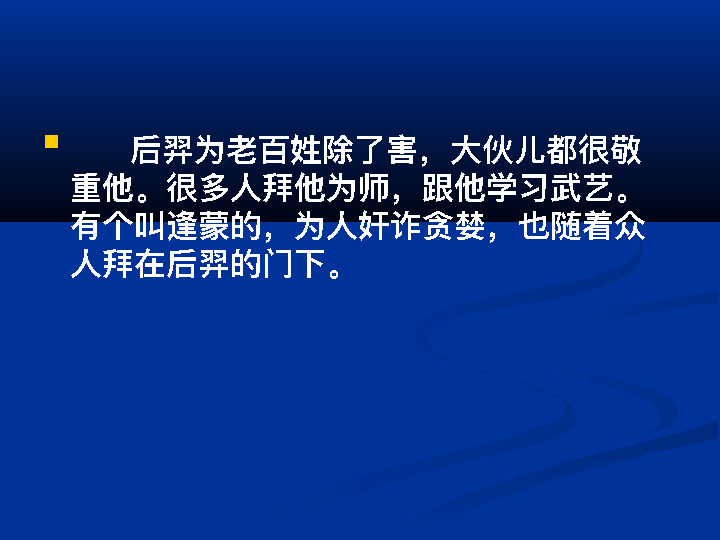 后羿为老百姓除了害，大伙儿都很敬
重他。很多人拜他为师，跟他学习武艺。
有个叫逢蒙的，为人奸诈贪婪，也随着众
人拜在后羿的门下。